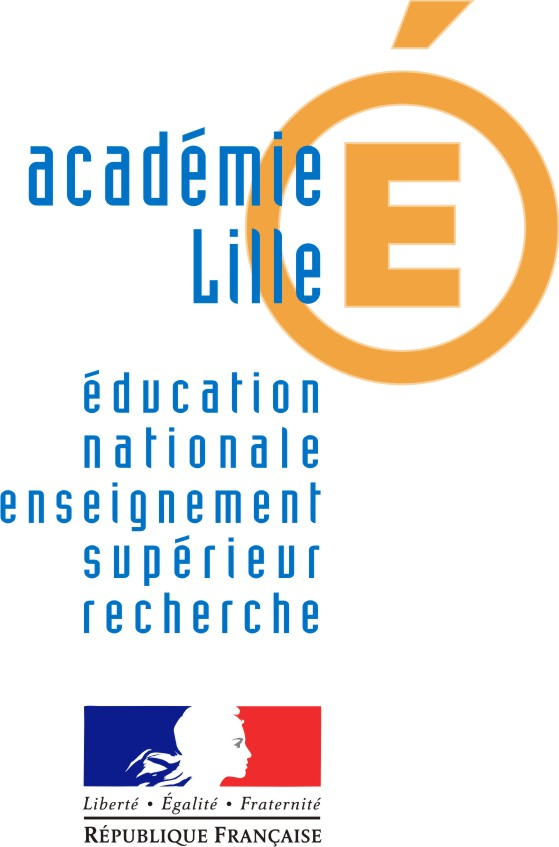 É
académie
Lille
éducation
nationale
enseignement
supérieur
recherche
Liberté • Égalité • Fraternité
RÉPUBLIQUE FRANÇAISE